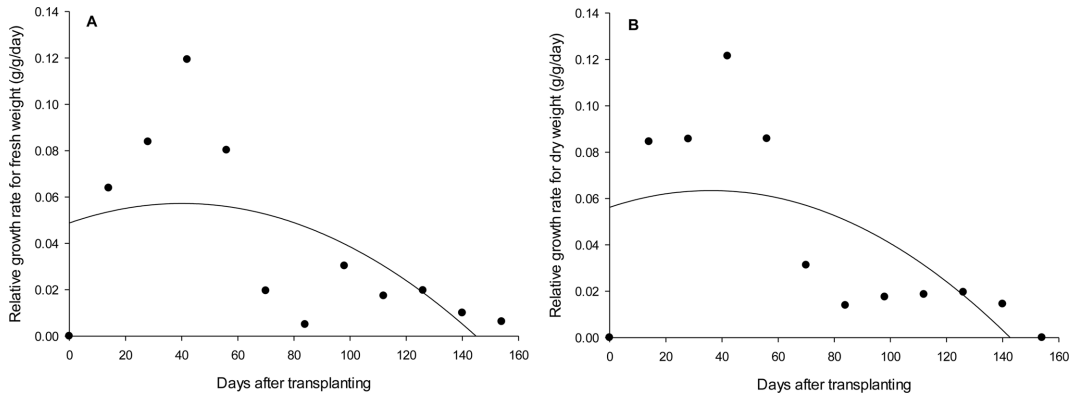 A
Relative growth rate for fresh weight (g/g/day)
0.14
0.12
0.10
0.08
0.06
0.04
0.02
0.00
0 20 40 60 80 100 120 140 160
Days after transplanting
B
Relative growth rate for dry weight (g/g/day)
0.14
0.12
0.10
0.08
0.06
0.04
0.02
0.00
0 20 40 60 80 100 120 140 160
Days after transplanting